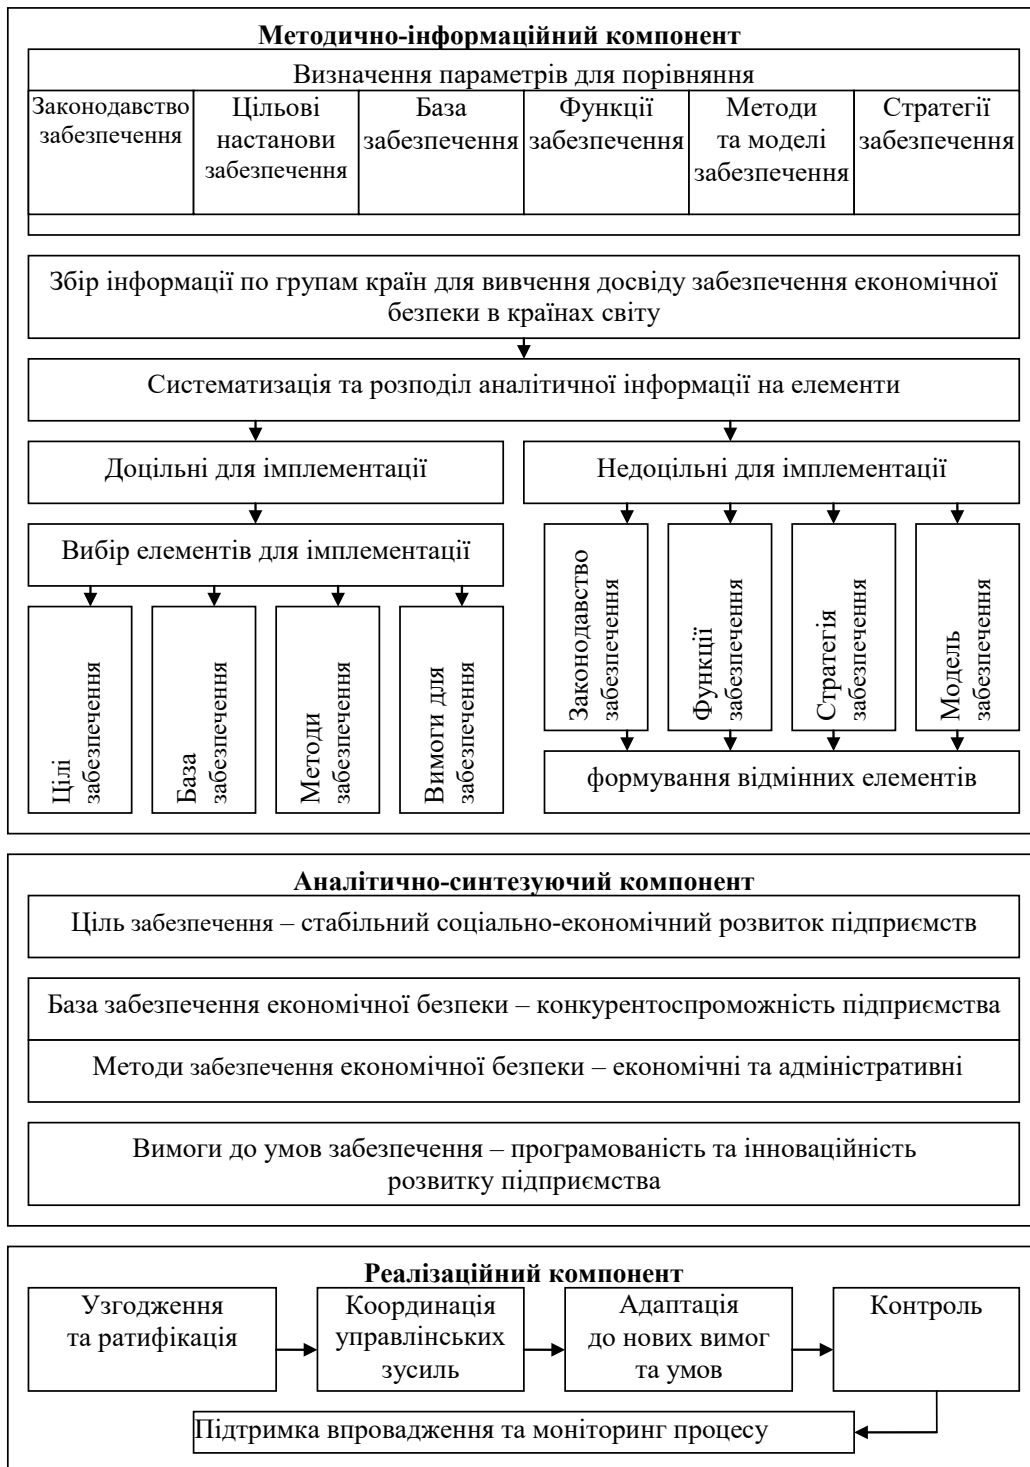 Методично-інформаційний компонент
Визначення параметрів для порівняння
Законодавство
забезпечення
Цільові
настанови
забезпечення
База
забезпечення
Функції
забезпечення
Методи
та моделі
забезпечення
Стратегії
забезпечення
Збір інформації по групам країн для вивчення досвіду забезпечення економічної
безпеки в країнах світу
Систематизація та розподіл аналітичної інформації на елементи
Доцільні для імплементації
Недоцільні для імплементації
Вибір елементів для імплементації
Цілі
забезпечення
База
забезпечення
Методи
забезпечення
Вимоги для
забезпечення
Законодавство
забезпечення
Функції
забезпечення
Стратегія
забезпечення
Модель
забезпечення
формування відмінних елементів
Аналітично-синтезуючий компонент
Ціль забезпечення – стабільний соціально-економічний розвиток підприємств
База забезпечення економічної безпеки – конкурентоспроможність підприємства
Методи забезпечення економічної безпеки – економічні та адміністративні
Вимоги до умов забезпечення – програмованість та інноваційність
розвитку підприємства
Реалізаційний компонент
Узгодження
та ратифікація
Координація
управлінських
зусиль
Адаптація
до нових вимог
та умов
Контроль
Підтримка впровадження та моніторинг процесу